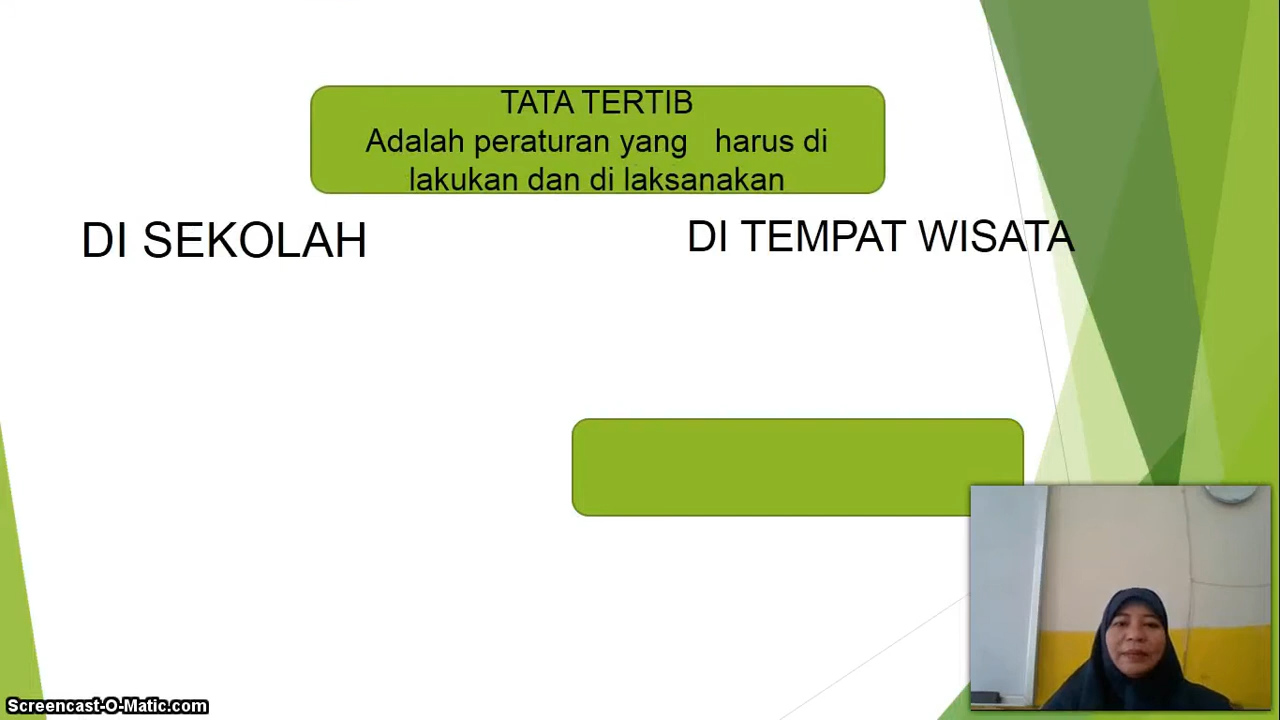 TATA TERTIB
Adalah peraturan yang harus di
lakukan dan di laksanakan
DI SEKOLAH
DI TEMPAT WISATA
Screencast-O-Matic.com